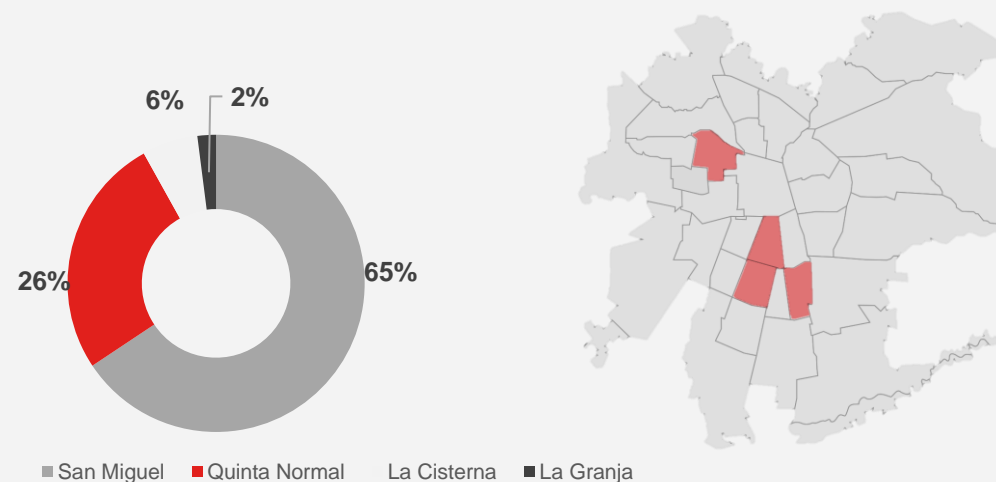 6%
2%
26%
65%
San Miguel
Quinta Normal
La Cisterna
La Granja